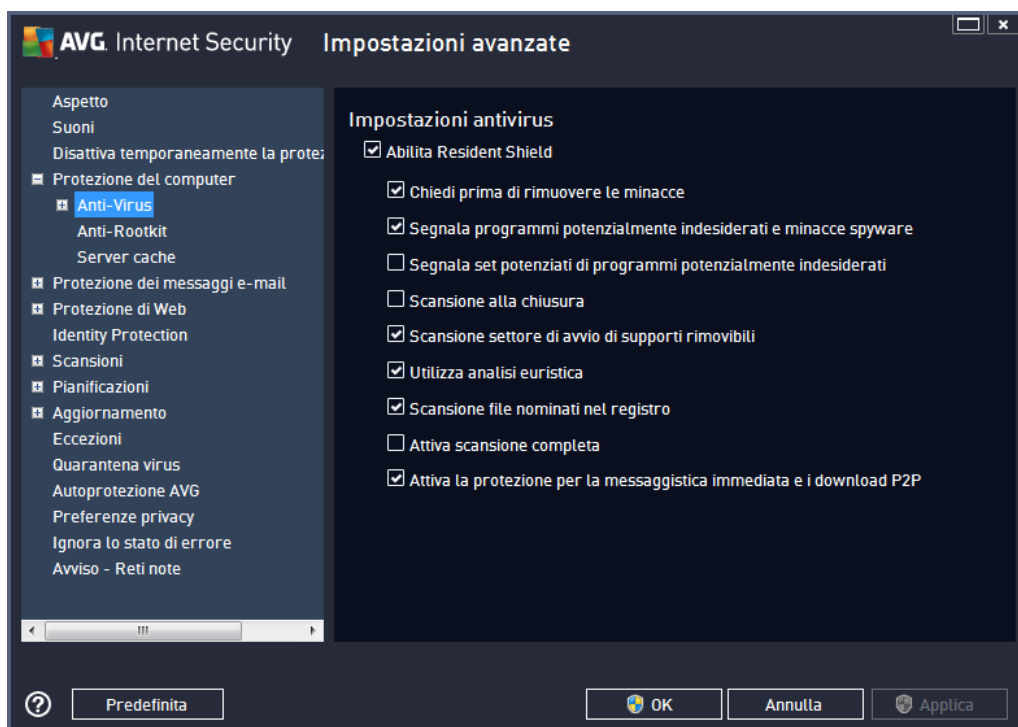 AVG. Internet Security Impostazioni avanzate
Aspetto
Suoni
Disattiva temporaneamente la protez
Protezione del computer
Anti-Virus
Anti-Rootkit
Server cache
Protezione dei messaggi e-mail
Protezione di Web
Identity Protection
Scansioni
Pianificazioni
Aggiornamento
Eccezioni
Quarantena virus
Autoprotezione AVG
Preferenze privacy
Ignora lo stato di errore
Avviso - Reti note
Impostazioni antivirus
Abilita Resident Shield
Chiedi prima di rimuovere le minacce
Segnala programmi potenzialmente indesiderati e minacce spyware
Segnala set potenziati di programmi potenzialmente indesiderati
Scansione alla chiusura
Scansione settore di avvio di supporti rimovibili
Utilizza analisi euristica
Scansione file nominati nel registro
Attiva scansione completa
Attiva la protezione per la messaggistica immediata e i download P2P
? Predefinita OK Annulla Applica